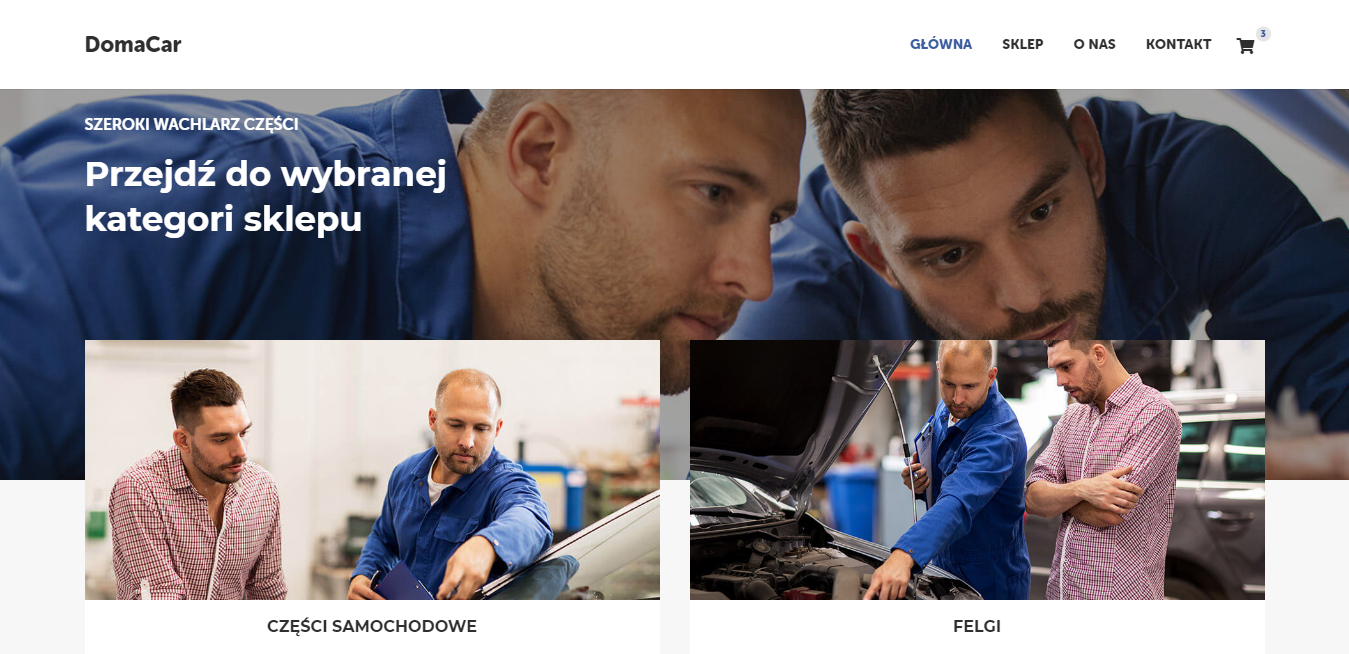 DomaCar
GŁÓWNA
SKLEP
O NAS
KONTAKT
3
SZEROKI WACHLARZ CZĘŚCI
Przejdź do wybranej
kategori sklepu
CZĘŚCI SAMOCHODOWE
FELGI